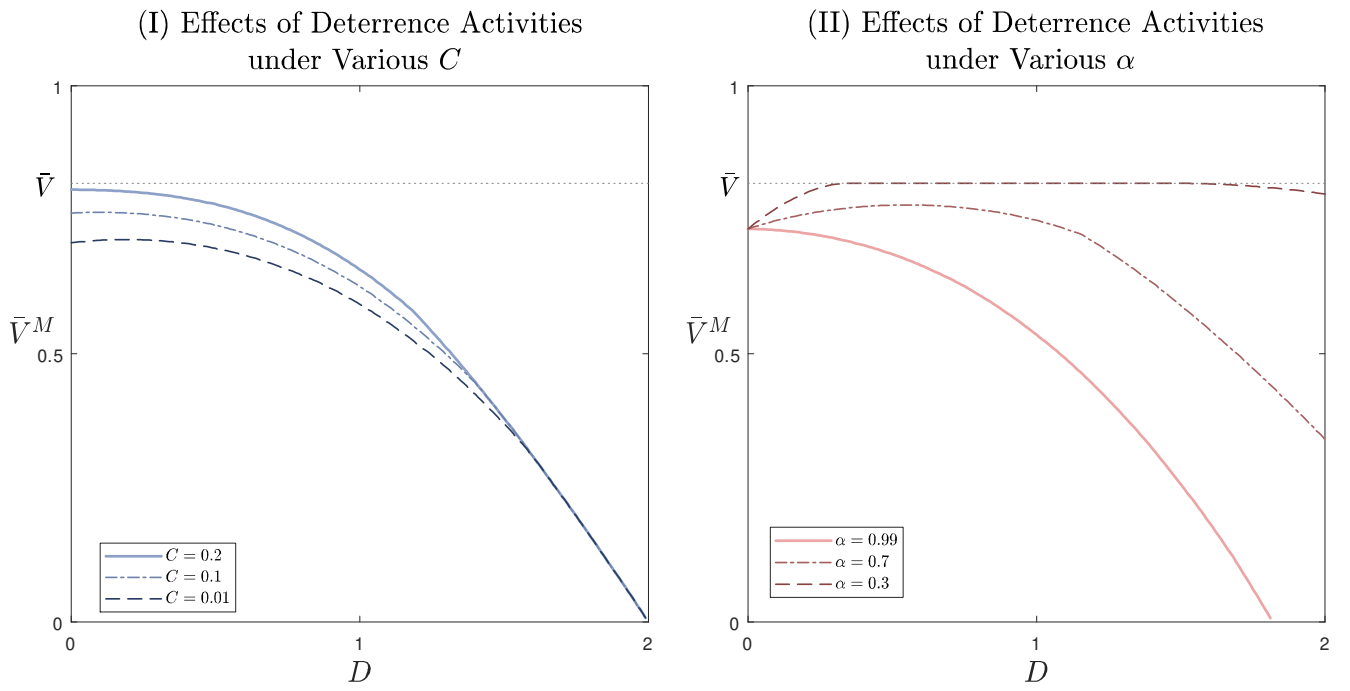 (I) Effects of Deterrence Activities
under Various C
1
V̄
V̄^M
0.5
0
C = 0.2
C = 0.1
C = 0.01
0
1
2
D
(II) Effects of Deterrence Activities
under Various α
1
V̄
V̄^M
0.5
0
α = 0.99
α = 0.7
α = 0.3
0
1
2
D